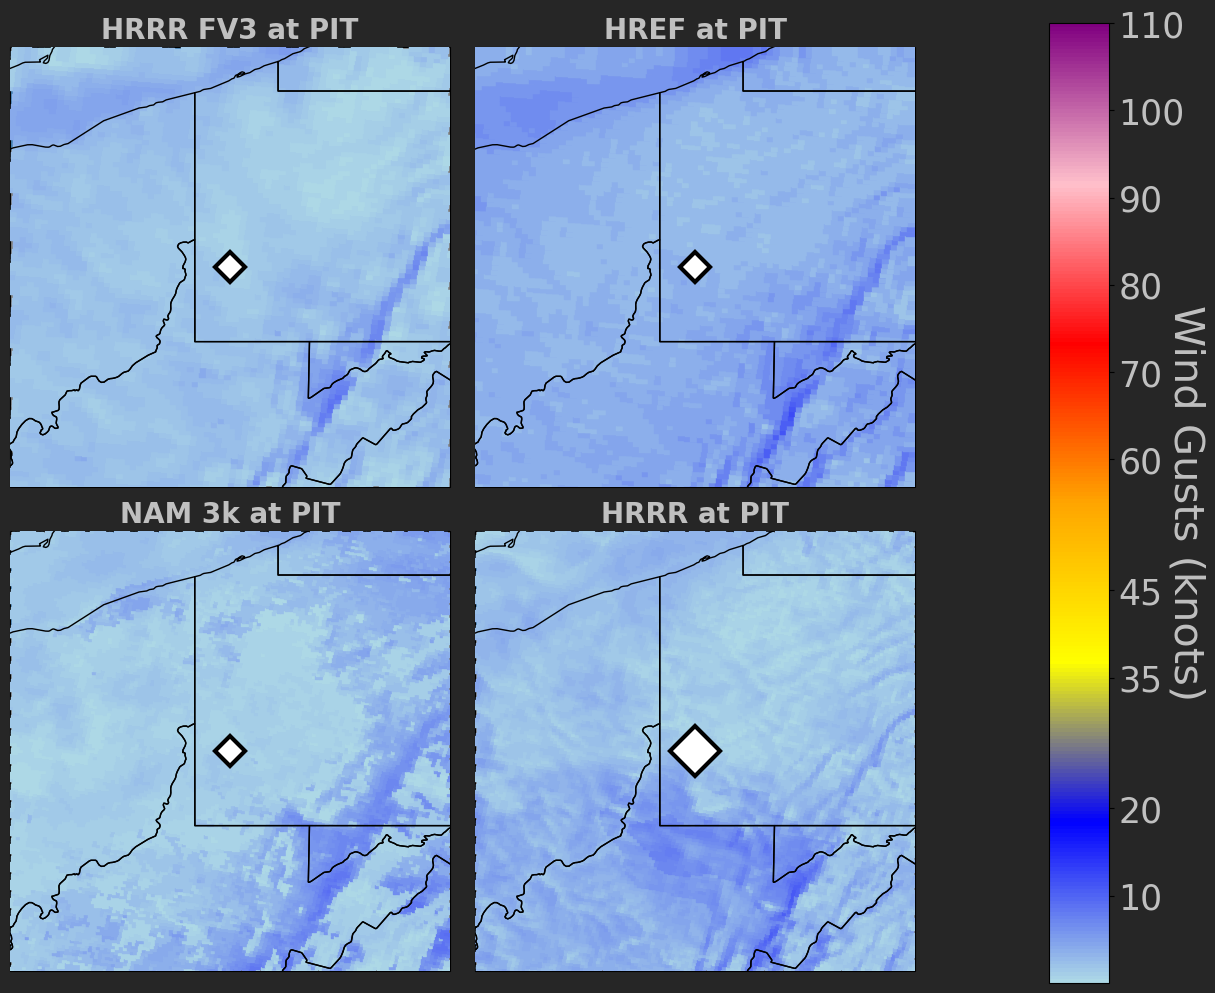 HRRR FV3 at PIT
HREF at PIT
NAM 3k at PIT
HRRR at PIT
110
100
90
80
70
60
45
35
20
10
Wind Gusts (knots)